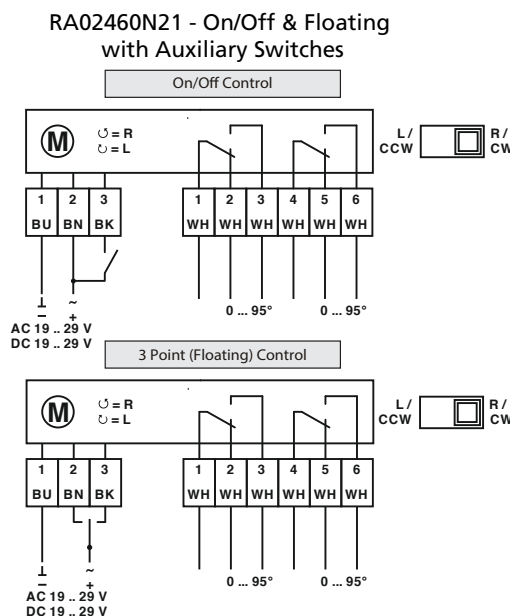 RA02460N21 - On/Off & Floating
with Auxiliary Switches
On/Off Control
M
↺ = R
↻ = L
L / R /
CCW CW
1 2 3 1 2 3 4 5 6
BU BN BK WH WH WH WH WH WH
⊥ ~
– +
0 ... 95° 0 ... 95°
AC 19 .. 29 V
DC 19 .. 29 V
3 Point (Floating) Control
M
↺ = R
↻ = L
L / R /
CCW CW
1 2 3 1 2 3 4 5 6
BU BN BK WH WH WH WH WH WH
⊥ ~
– +
0 ... 95° 0 ... 95°
AC 19 .. 29 V
DC 19 .. 29 V